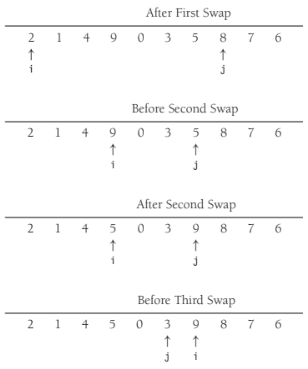 After First Swap
2 1 4 9 0 3 5 8 7 6
↑ ↑
i j
Before Second Swap
2 1 4 9 0 3 5 8 7 6
↑ ↑
i j
After Second Swap
2 1 4 5 0 3 9 8 7 6
↑ ↑
i j
Before Third Swap
2 1 4 5 0 3 9 8 7 6
↑ ↑
j i